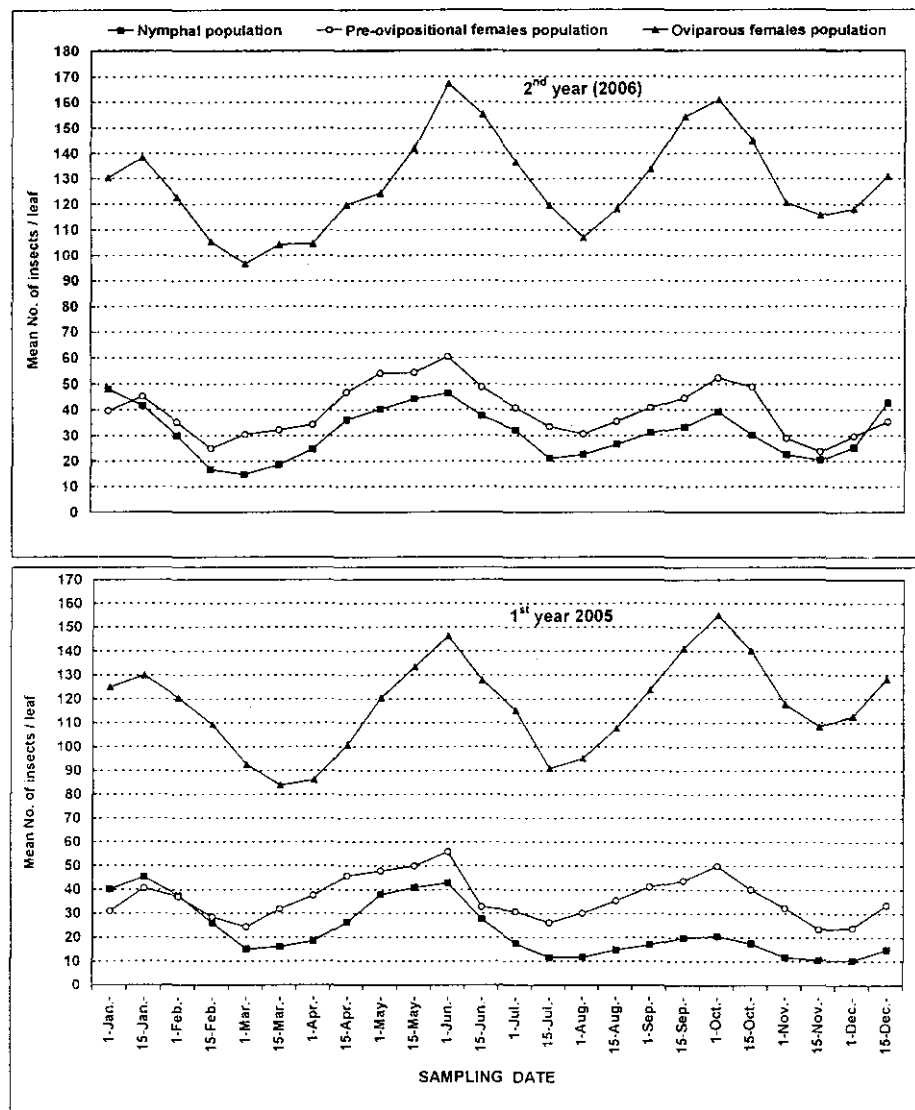 Nymphal population Pre-ovipositional females population Oviparous females population
2nd year (2006)
Mean No. of insects / leaf
180
170
160
150
140
130
120
110
100
90
80
70
60
50
40
30
20
10
0
1st year 2005
Mean No. of insects / leaf
170
160
150
140
130
120
110
100
90
80
70
60
50
40
30
20
10
0
1-Jan.-
15-Jan.-
1-Feb.-
15-Feb.-
1-Mar.-
15-Mar.-
1-Apr.-
15-Apr.-
1-May-
15-May-
1-Jun.-
15-Jun.-
1-Jul.-
15-Jul.-
1-Aug.-
15-Aug.-
1-Sep.-
15-Sep.-
1-Oct.-
15-Oct.-
1-Nov.-
15-Nov.-
1-Dec.-
15-Dec.-
SAMPLING DATE